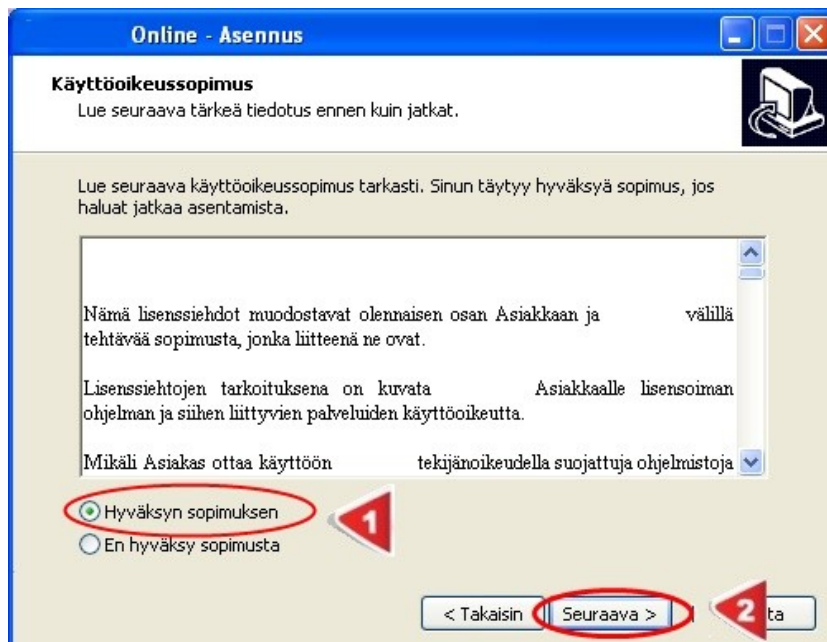 Online - Asennus
Käyttöoikeussopimus
Lue seuraava tärkeä tiedotus ennen kuin jatkat.
Lue seuraava käyttöoikeussopimus tarkasti. Sinun täytyy hyväksyä sopimus, jos
haluat jatkaa asentamista.
Nämä lisenssiehdot muodostavat olennaisen osan Asiakkaan ja välillä
tehtävää sopimusta, jonka liitteenä ne ovat.
Lisenssiehtojen tarkoituksena on kuvata Asiakkaalle lisensoiman
ohjelman ja siihen liittyvien palveluiden käyttöoikeutta.
Mikäli Asiakas ottaa käyttöön tekijänoikeudella suojattuja ohjelmistoja
Hyväksyn sopimuksen
1
En hyväksy sopimusta
< Takaisin Seuraava > 2 ta